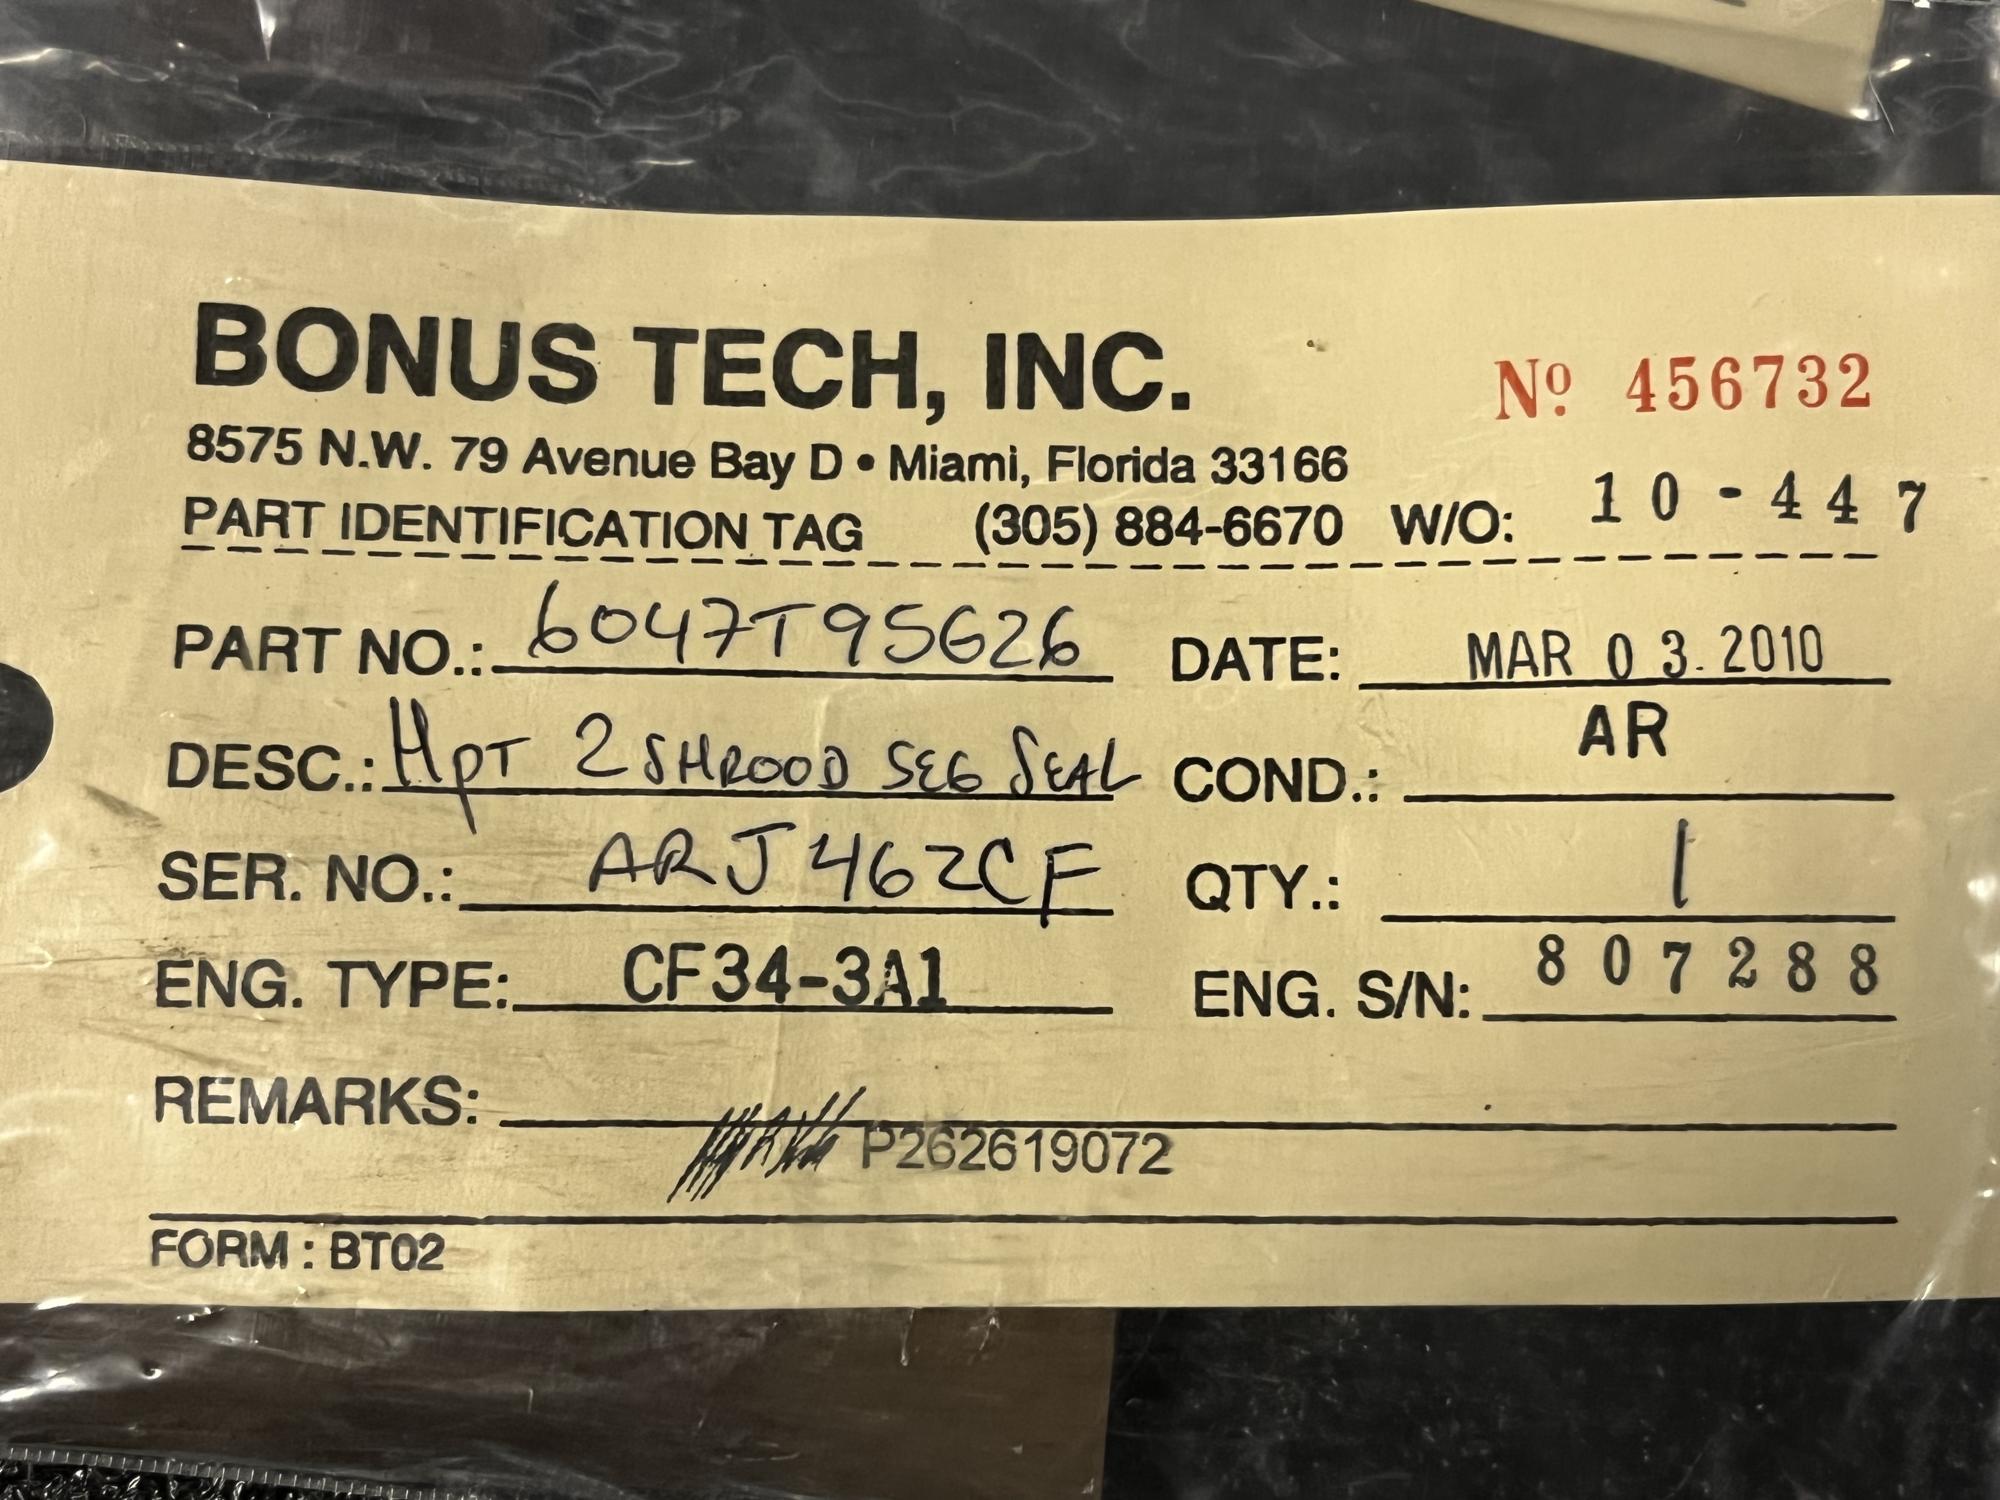 BONUS TECH, INC.
Nº 456732
8575 N.W. 79 Avenue Bay D • Miami, Florida 33166
PART IDENTIFICATION TAG (305) 884-6670 W/O: 10-447
PART NO.: 6047T95G26 DATE: MAR 03.2010
DESC.: HpT 2 SHROOD SEG SEAL COND.: AR
SER. NO.: ARJ462CF QTY.: 1
ENG. TYPE: CF34-3A1 ENG. S/N: 807288
REMARKS:
P262619072
FORM : BT02